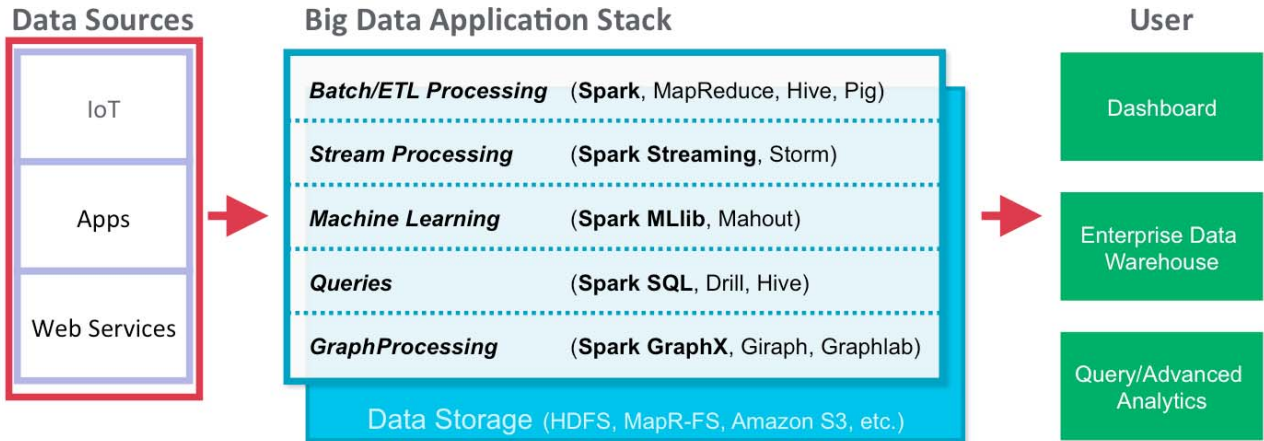 Data Sources
IoT
Apps
Web Services
Big Data Application Stack
Batch/ETL Processing (Spark, MapReduce, Hive, Pig)
Stream Processing (Spark Streaming, Storm)
Machine Learning (Spark MLlib, Mahout)
Queries (Spark SQL, Drill, Hive)
GraphProcessing (Spark GraphX, Giraph, Graphlab)
Data Storage (HDFS, MapR-FS, Amazon S3, etc.)
User
Dashboard
Enterprise Data
Warehouse
Query/Advanced
Analytics